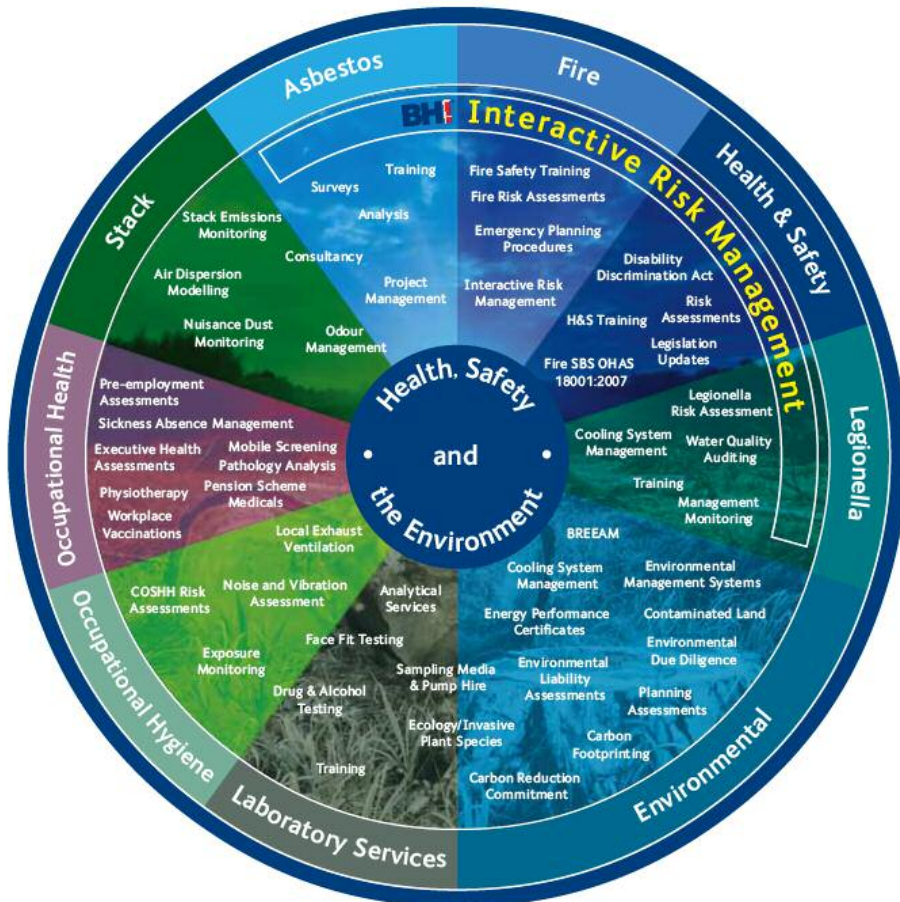 Asbestos
Fire
Health & Safety
Legionella
Environmental
Laboratory Services
Occupational Hygiene
Occupational Health
Stack
BHI Interactive Risk Management
Training
Surveys
Analysis
Consultancy
Project
Management
Fire Safety Training
Fire Risk Assessments
Emergency Planning
Procedures
Interactive Risk
Management
Disability
Discrimination Act
Risk
Assessments
H&S Training
Legislation
Updates
Fire SBS OHAS
18001:2007
Legionella
Risk Assessment
Cooling System
Management
Water Quality
Auditing
Training
Management
Monitoring
BREEAM
Cooling System
Management
Environmental
Management Systems
Energy Performance
Certificates
Contaminated Land
Environmental
Due Diligence
Environmental
Liability
Assessments
Planning
Assessments
Carbon
Footprinting
Carbon Reduction
Commitment
Analytical
Services
Face Fit Testing
Sampling Media
& Pump Hire
Drug & Alcohol
Testing
Ecology/Invasive
Plant Species
Training
Local Exhaust
Ventilation
COSHH Risk
Assessments
Noise and Vibration
Assessment
Exposure
Monitoring
Pre-employment
Assessments
Sickness Absence Management
Executive Health
Assessments
Mobile Screening
Pathology Analysis
Physiotherapy
Pension Scheme
Medicals
Workplace
Vaccinations
Stack Emissions
Monitoring
Air Dispersion
Modelling
Nuisance Dust
Monitoring
Odour
Management
Health, Safety
and
the Environment